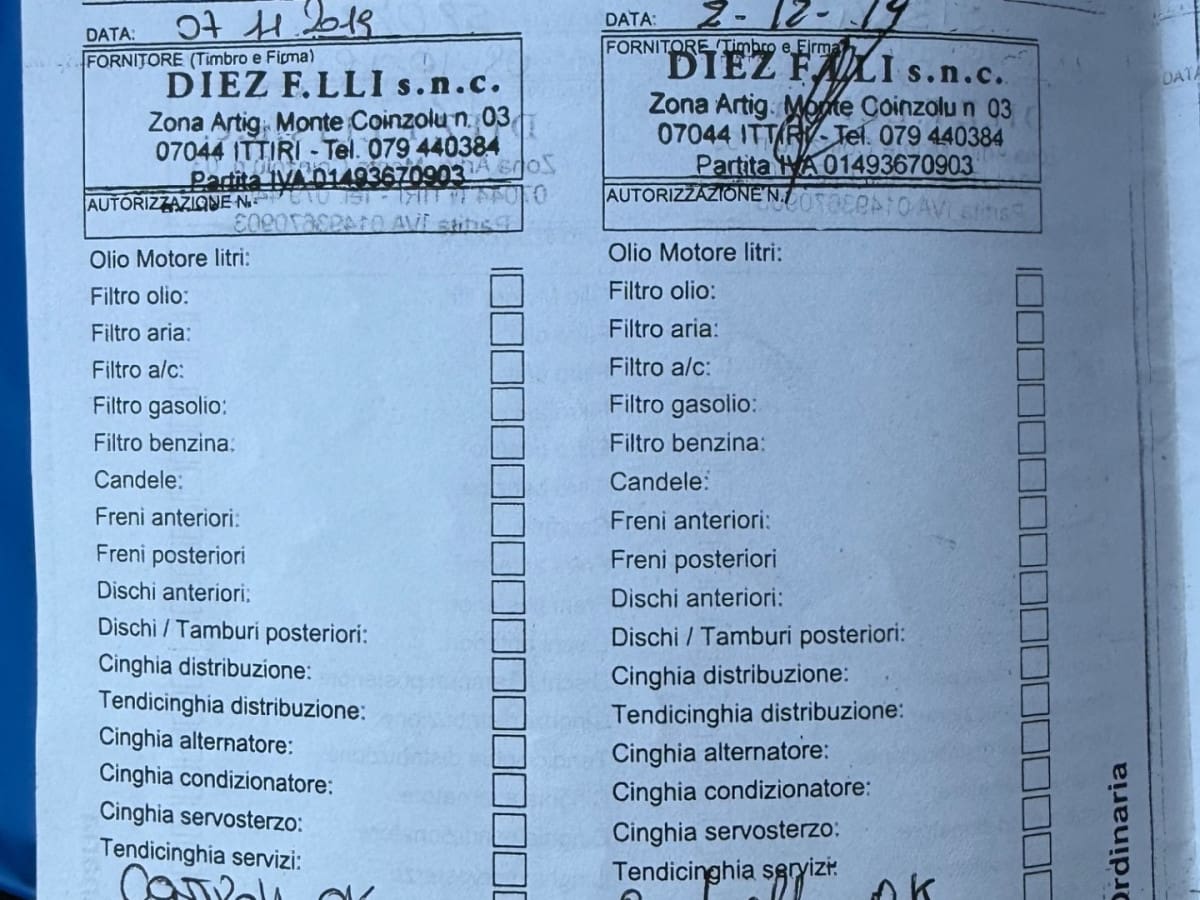 DATA: 07 11 2019
FORNITORE (Timbro e Firma)
DIEZ F.LLI s.n.c.
Zona Artig. Monte Coinzolu n. 03
07044 ITTIRI - Tel. 079 440384
Partita IVA 01493670903
AUTORIZZAZIONE N.
Olio Motore litri:
Filtro olio:
Filtro aria:
Filtro a/c:
Filtro gasolio:
Filtro benzina:
Candele:
Freni anteriori:
Freni posteriori
Dischi anteriori:
Dischi / Tamburi posteriori:
Cinghia distribuzione:
Tendicinghia distribuzione:
Cinghia alternatore:
Cinghia condizionatore:
Cinghia servosterzo:
Tendicinghia servizi:
OK
DATA: 2-12-19
FORNITORE (Timbro e Firma)
DIEZ F.LLI s.n.c.
Zona Artig. Monte Coinzolu n 03
07044 ITTIRI - Tel. 079 440384
Partita IVA 01493670903
AUTORIZZAZIONE N.
Olio Motore litri:
Filtro olio:
Filtro aria:
Filtro a/c:
Filtro gasolio:
Filtro benzina:
Candele:
Freni anteriori:
Freni posteriori
Dischi anteriori:
Dischi / Tamburi posteriori:
Cinghia distribuzione:
Tendicinghia distribuzione:
Cinghia alternatore:
Cinghia condizionatore:
Cinghia servosterzo:
Tendicinghia servizi:
OK
DATA
ordinaria